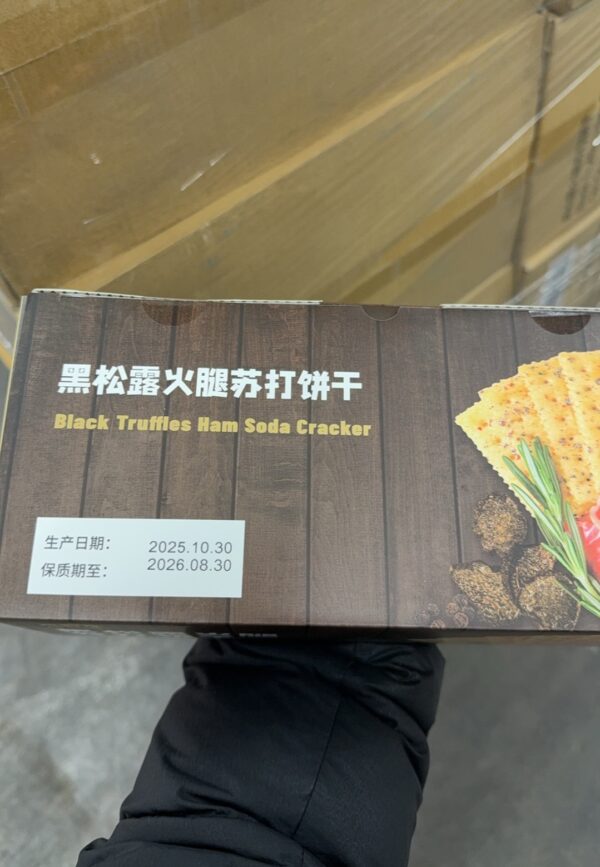 黑松露火腿苏打饼干
Black Truffles Ham Soda Cracker
生产日期: 2025.10.30
保质期至: 2026.08.30